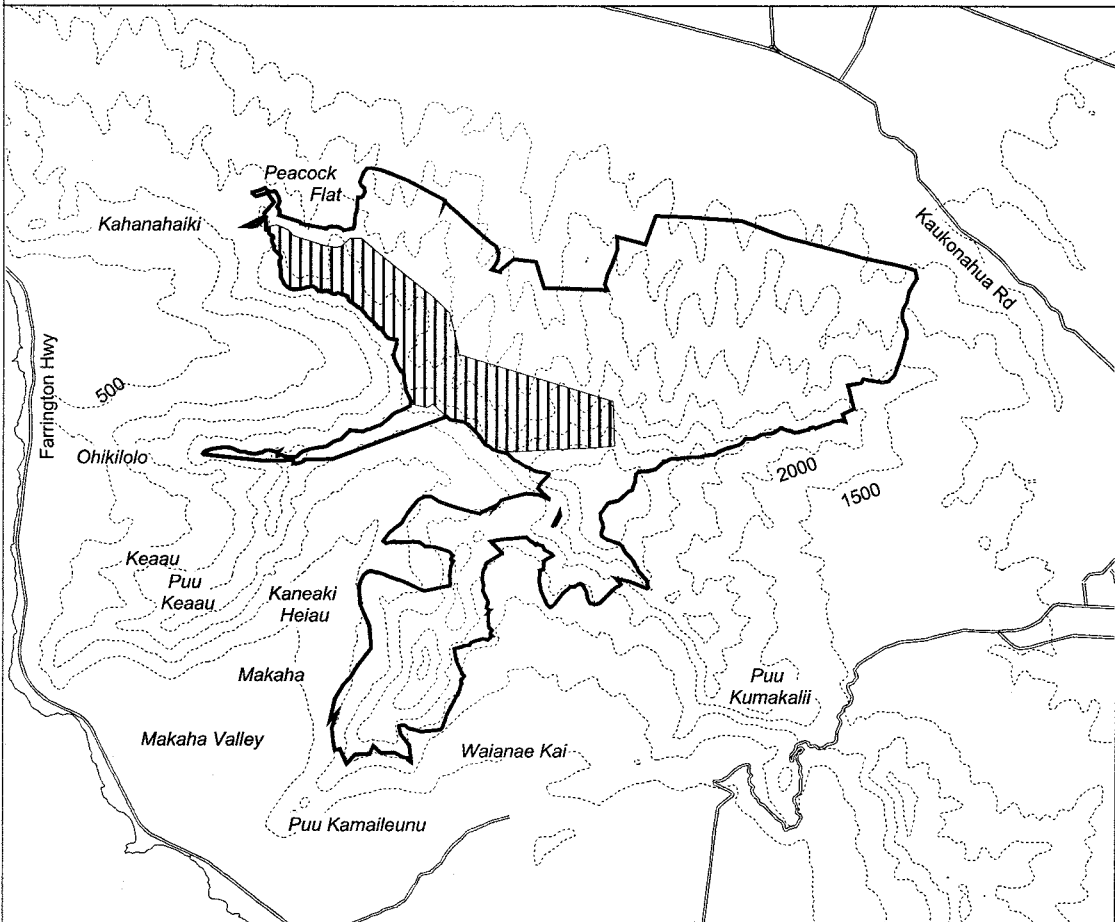 Peacock
Flat
Kahanahaiki
Kaukonahua Rd
Farrington Hwy
500
Ohikilolo
2000
1500
Keaau
Puu
Keaau
Kaneaki
Heiau
Makaha
Puu
Kumakalii
Makaha Valley
Waianae Kai
Puu Kamaileunu